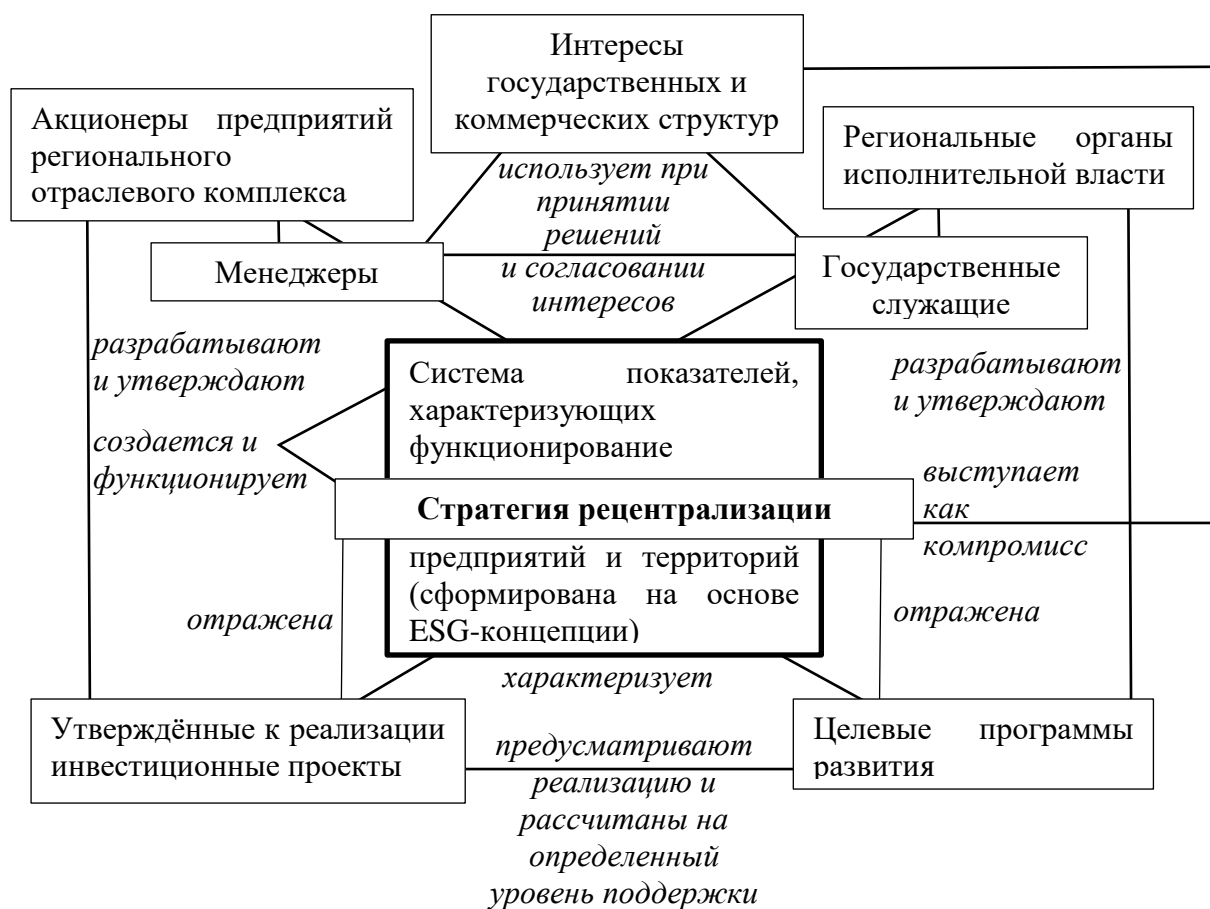 Интересы
государственных и
коммерческих структур
Акционеры предприятий
регионального
отраслевого комплекса
Региональные органы
исполнительной власти
использует при
принятии
решений
и согласовании
интересов
Менеджеры
Государственные
служащие
разрабатывают
и утверждают
Система показателей,
характеризующих
функционирование
разрабатывают
и утверждают
создается и
функционирует
выступает
как
компромисс
Стратегия рецентрализации
предприятий и территорий
(сформирована на основе
ESG-концепции)
отражена
отражена
характеризует
Утверждённые к реализации
инвестиционные проекты
предусматривают
реализацию и
рассчитаны на
определенный
уровень поддержки
Целевые программы
развития